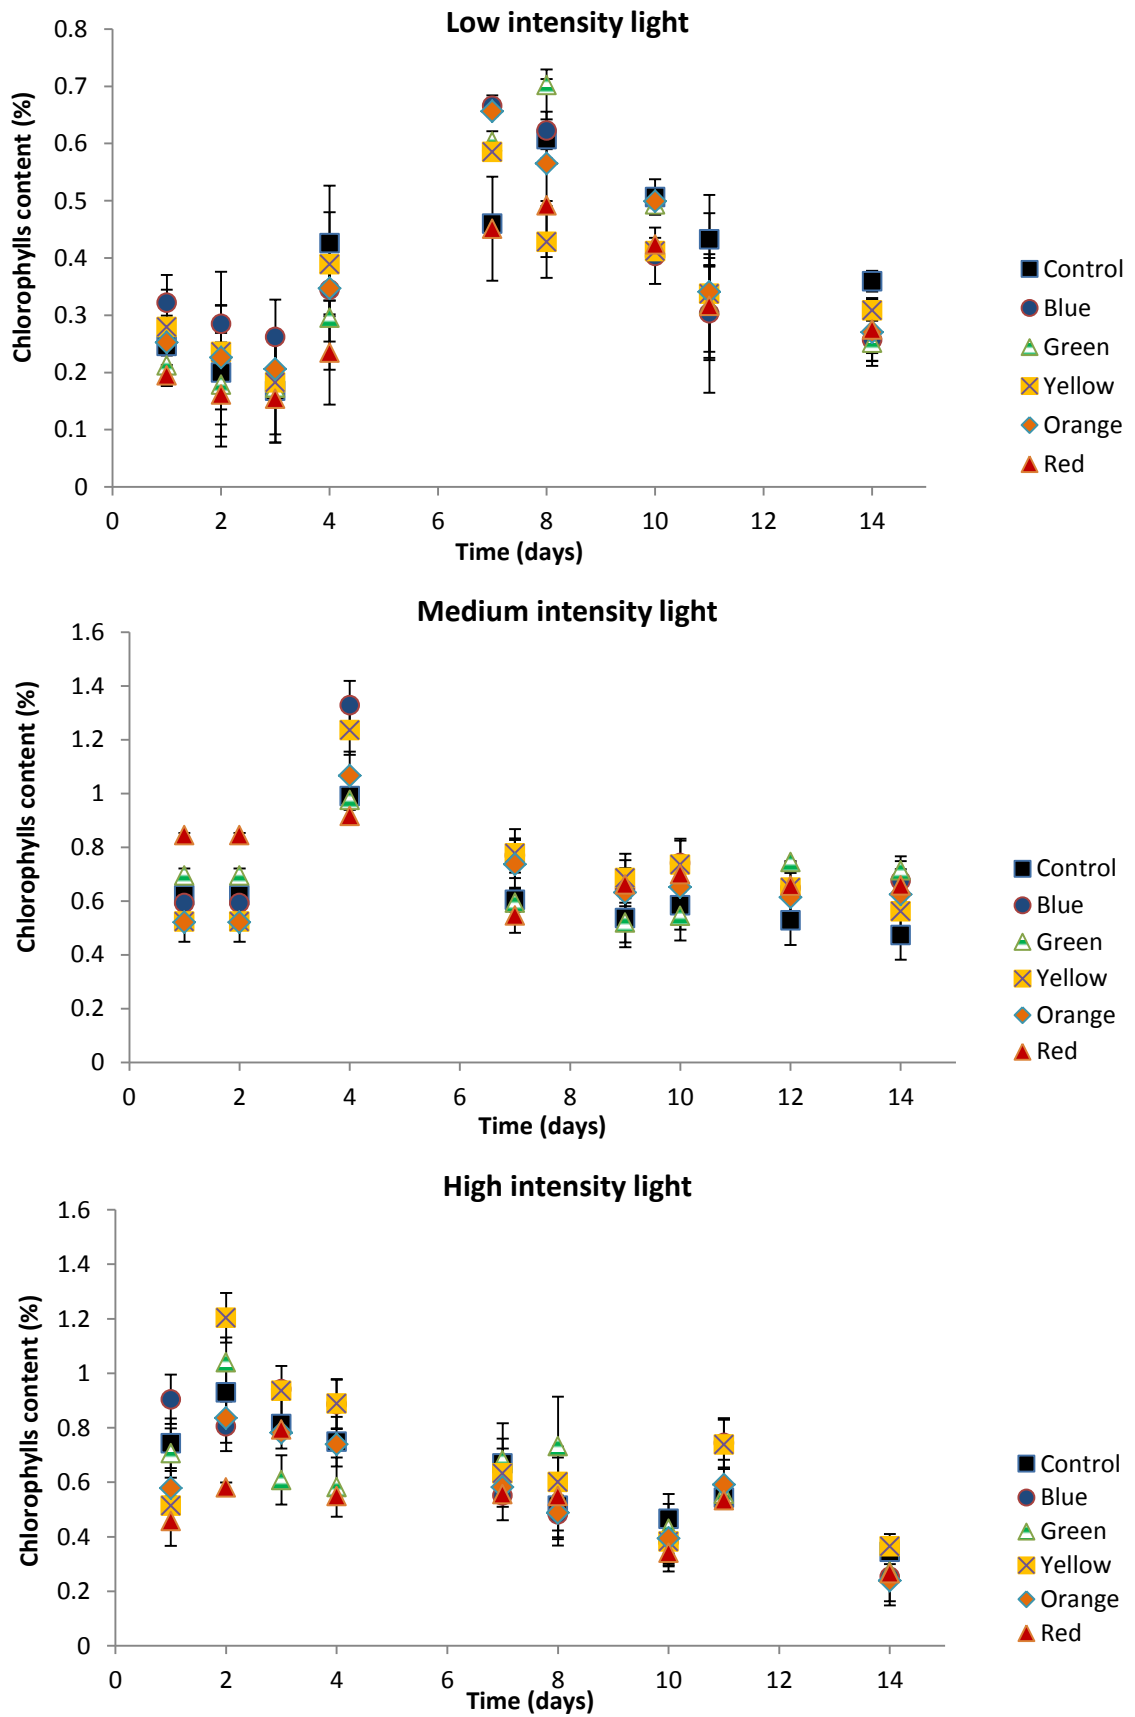 Low intensity light
0.8
0.7
0.6
0.5
0.4
0.3
0.2
0.1
0
Chlorophylls content (%)
0 2 4 6 8 10 12 14
Time (days)
Control
Blue
Green
Yellow
Orange
Red
Medium intensity light
1.6
1.4
1.2
1
0.8
0.6
0.4
0.2
0
Chlorophylls content (%)
0 2 4 6 8 10 12 14
Time (days)
Control
Blue
Green
Yellow
Orange
Red
High intensity light
1.6
1.4
1.2
1
0.8
0.6
0.4
0.2
0
Chlorophylls content (%)
0 2 4 6 8 10 12 14
Time (days)
Control
Blue
Green
Yellow
Orange
Red